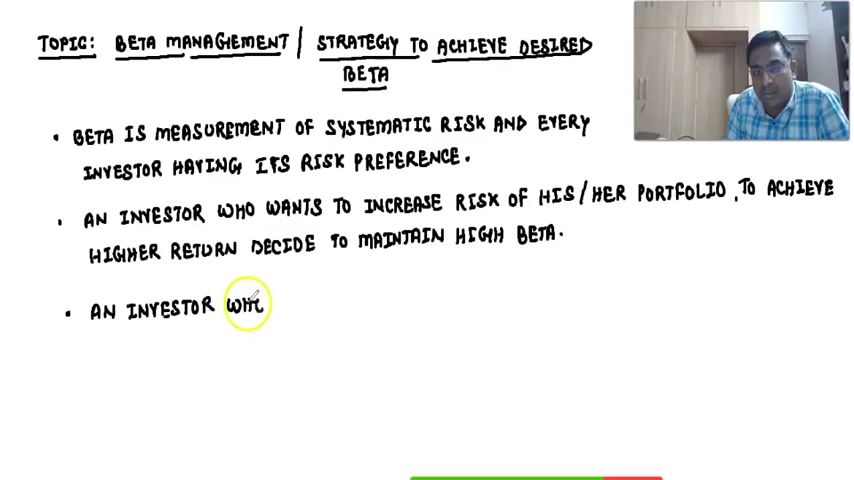 TOPIC: BETA MANAGEMENT / STRATEGY TO ACHIEVE DESIRED
BETA
• BETA IS MEASUREMENT OF SYSTEMATIC RISK AND EVERY
INVESTOR HAVING ITS RISK PREFERENCE.
• AN INVESTOR WHO WANTS TO INCREASE RISK OF HIS/HER PORTFOLIO, TO ACHIEVE
HIGHER RETURN DECIDE TO MAINTAIN HIGH BETA.
• AN INVESTOR